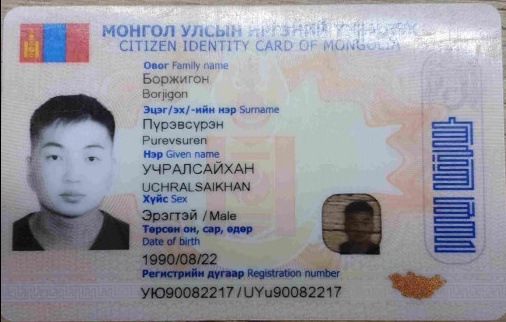 МОНГОЛ УЛСЫН ИРГЭНИЙ ҮНЭМЛЭХ
CITIZEN IDENTITY CARD OF MONGOLIA
Овог Family name
Боржигон
Borjigon
Эцэг/эх/-ийн нэр Surname
Пүрэвсүрэн
Purevsuren
Нэр Given name
УЧРАЛСАЙХАН
UCHRALSAIKHAN
Хүйс Sex
Эрэгтэй / Male
Төрсөн он, сар, өдөр
Date of birth
1990/08/22
Регистрийн дугаар Registration number
УЮ90082217 / UYu90082217